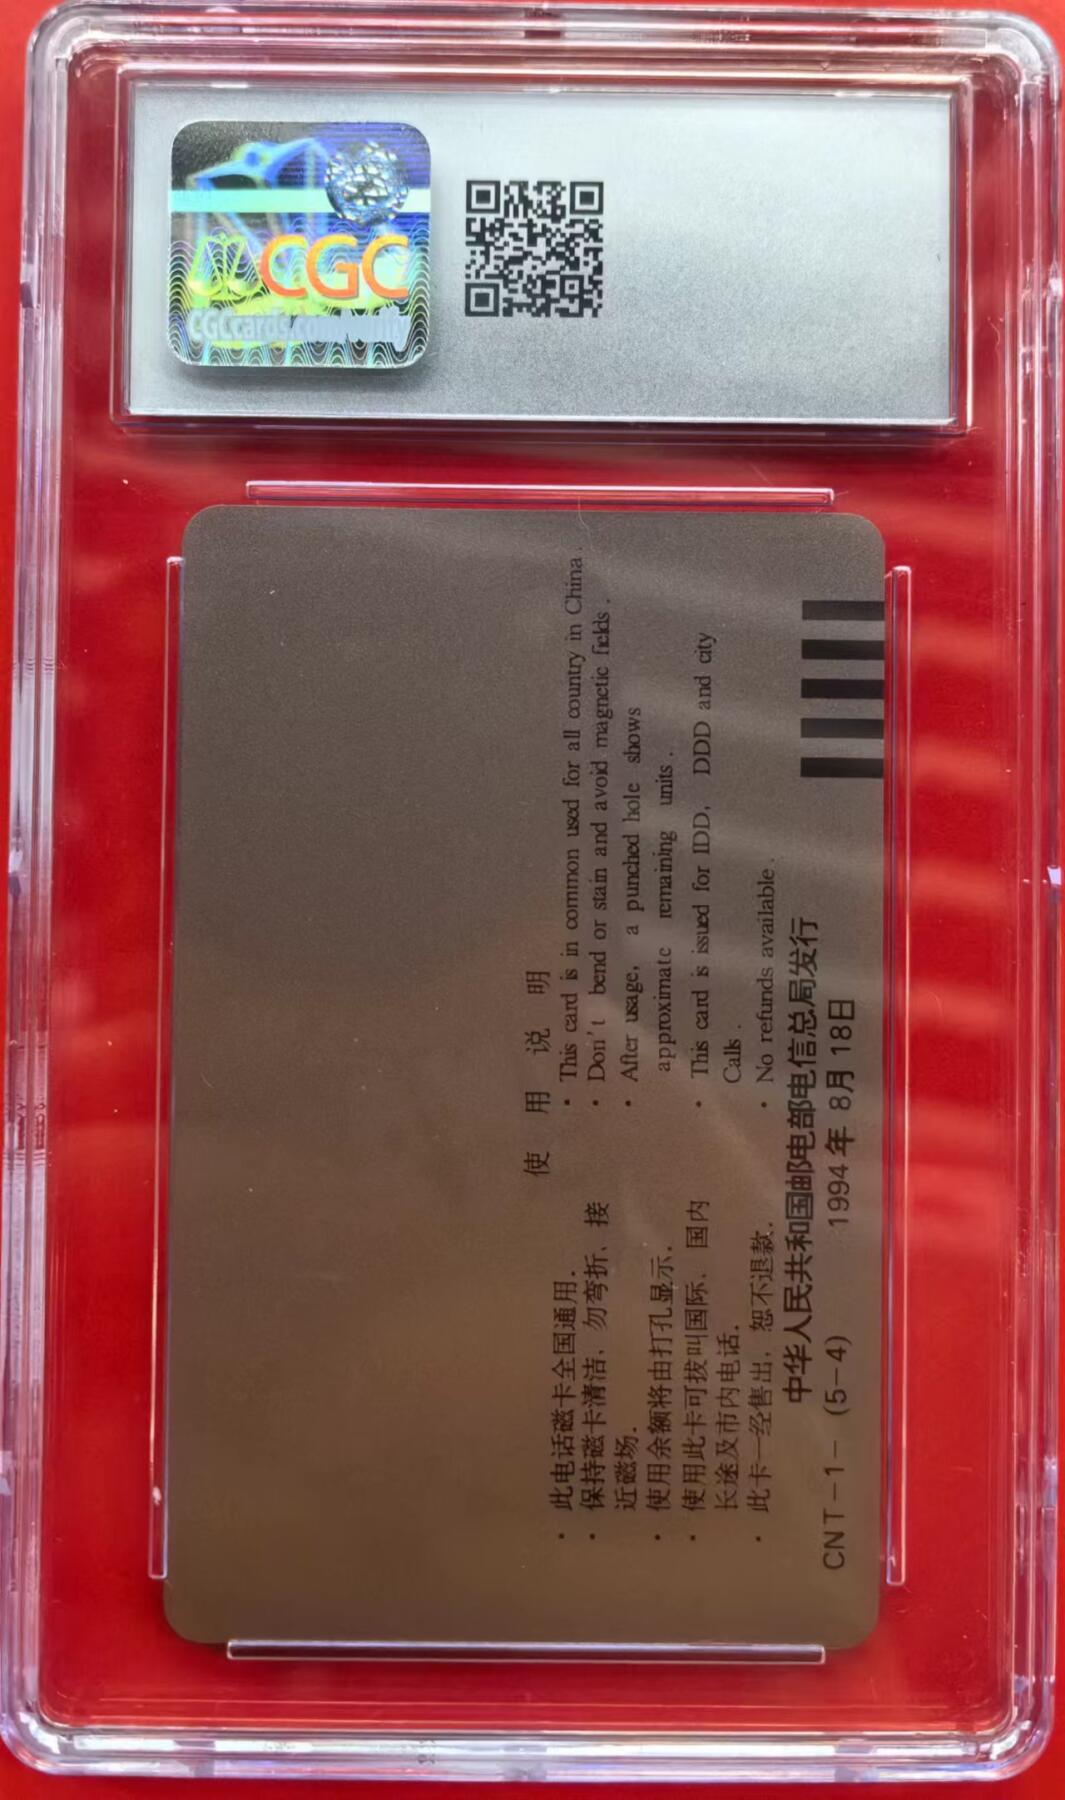 CGC
CGCcards.com
使用说明
· 此电话磁卡全国通用.
· 保持磁卡清洁、勿弯折、接
近磁场.
· 使用余额将由打孔显示.
· 使用此卡可拔叫国际、国内
长途及市内电话.
· 此卡一经售出，恕不退款.
· This card is in common used for all country in China.
· Don't bend or stain and avoid magnetic fields.
· After usage, a punched hole shows
approximate remaining units.
· This card is issued for IDD, DDD and city
Calls.
· No refunds available.
中华人民共和国邮电部电信总局发行
CNT-1-(5-4) 1994年8月18日